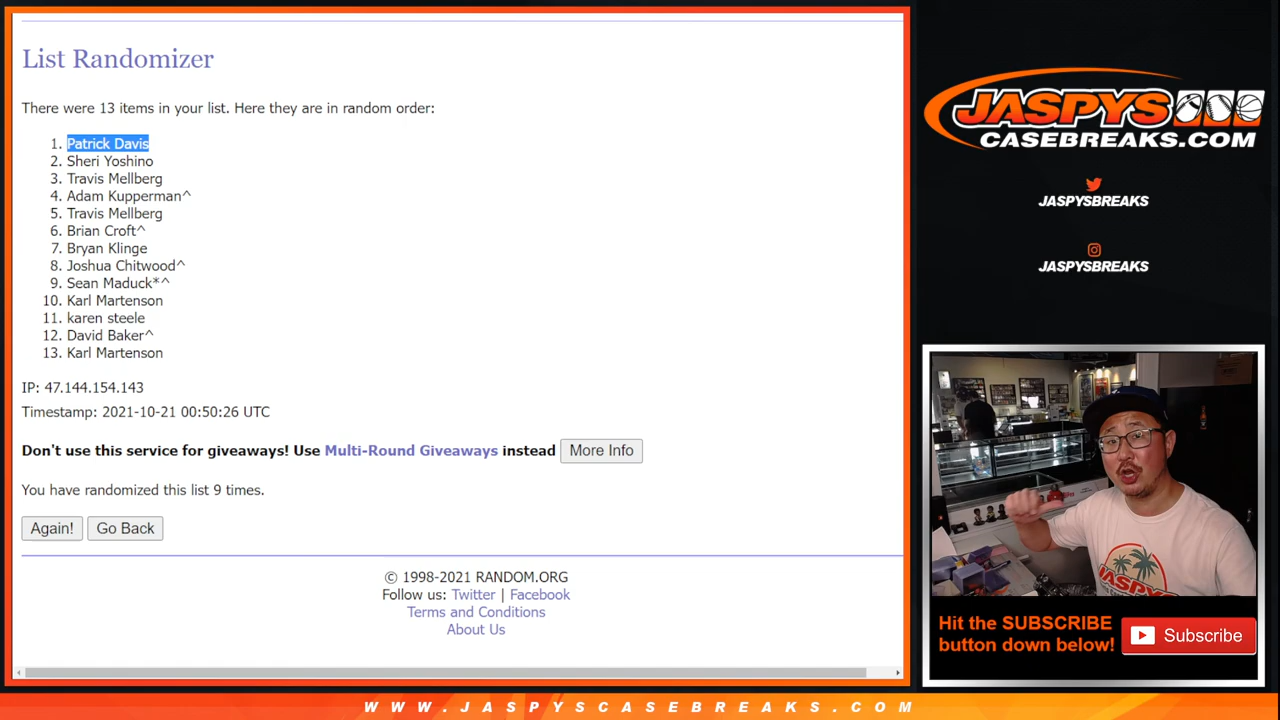 List Randomizer
There were 13 items in your list. Here they are in random order:
1. Patrick Davis
2. Sheri Yoshino
3. Travis Mellberg
4. Adam Kupperman^
5. Travis Mellberg
6. Brian Croft^
7. Bryan Klinge
8. Joshua Chitwood^
9. Sean Maduck*^
10. Karl Martenson
11. karen steele
12. David Baker^
13. Karl Martenson
IP: 47.144.154.143
Timestamp: 2021-10-21 00:50:26 UTC
Don't use this service for giveaways! Use Multi-Round Giveaways instead More Info
You have randomized this list 9 times.
Again! Go Back
© 1998-2021 RANDOM.ORG
Follow us: Twitter | Facebook
Terms and Conditions
About Us
JASPYS
CASEBREAKS.COM
JASPYSBREAKS
JASPYSBREAKS
JASPYS
Hit the SUBSCRIBE
button down below!
Subscribe
WWW.JASPYSCASEBREAKS.COM